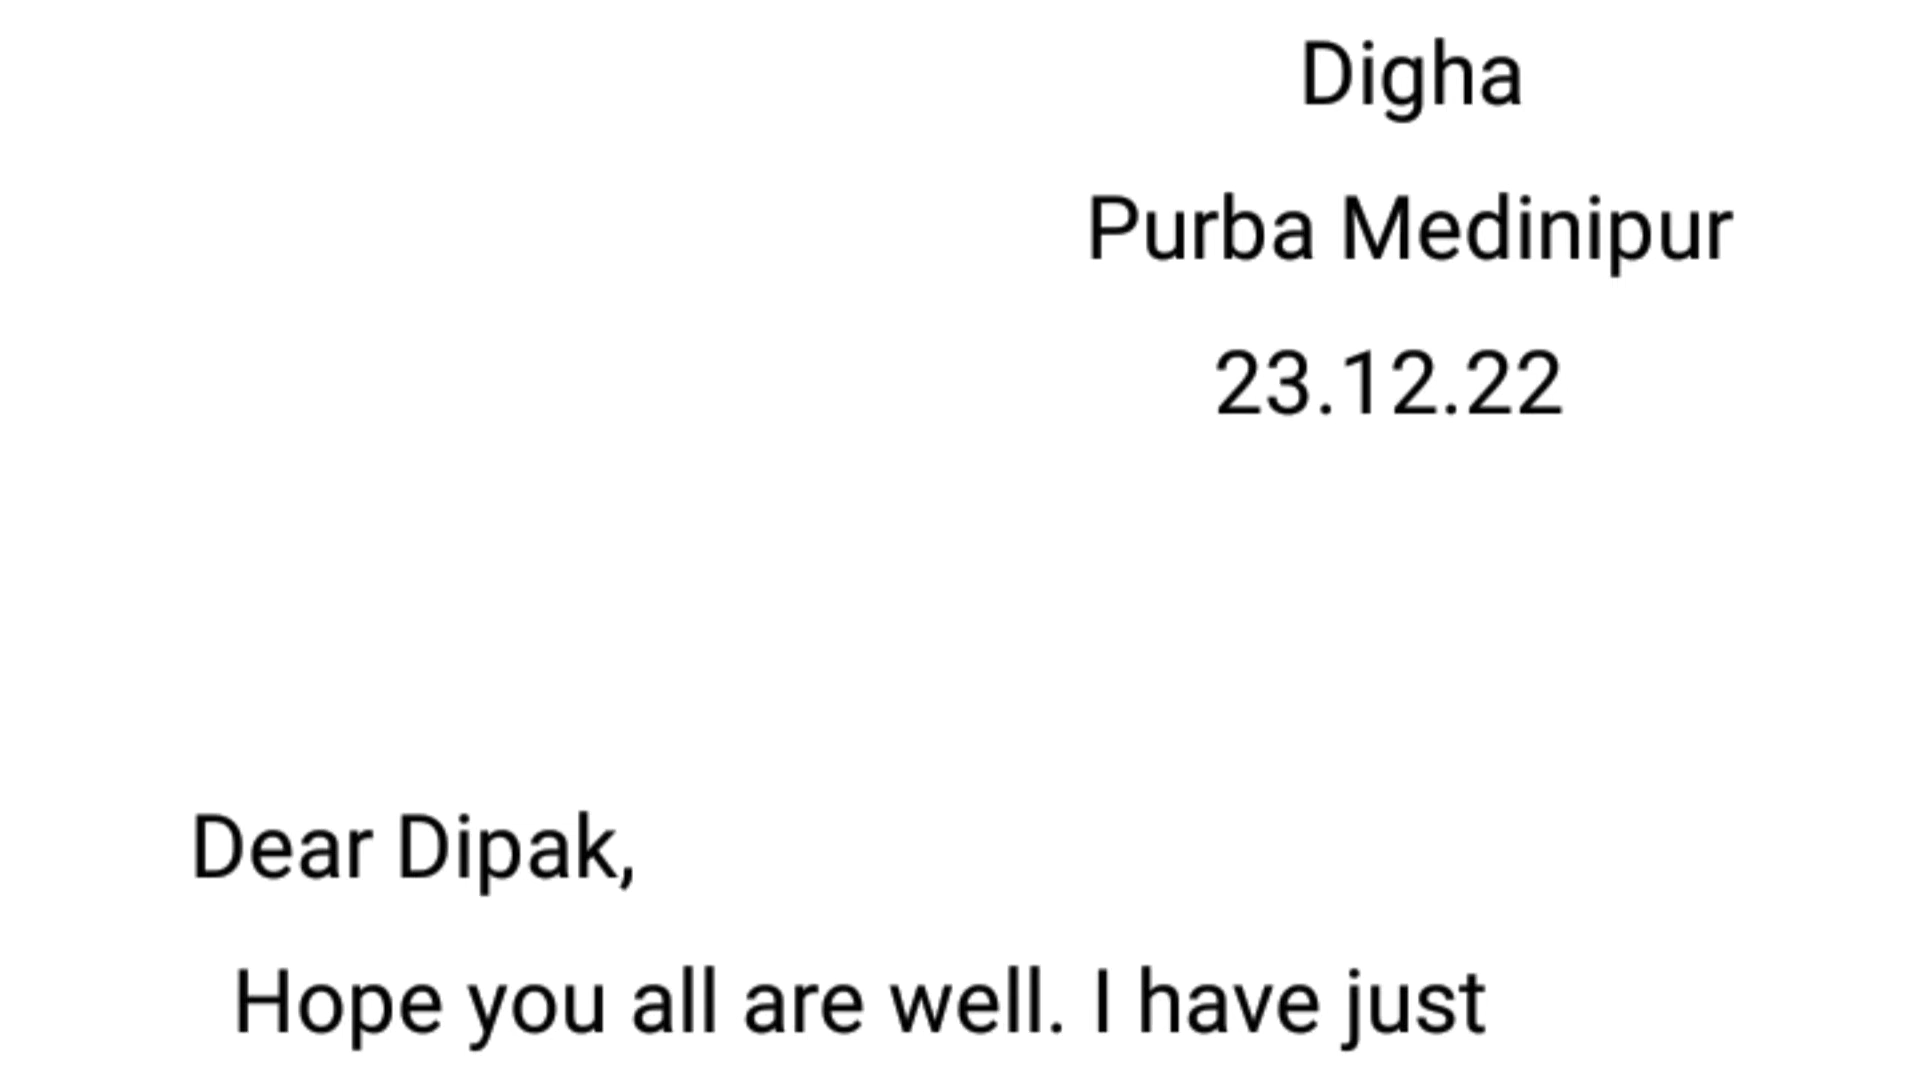 Digha
Purba Medinipur
23.12.22
Dear Dipak,
Hope you all are well. I have just